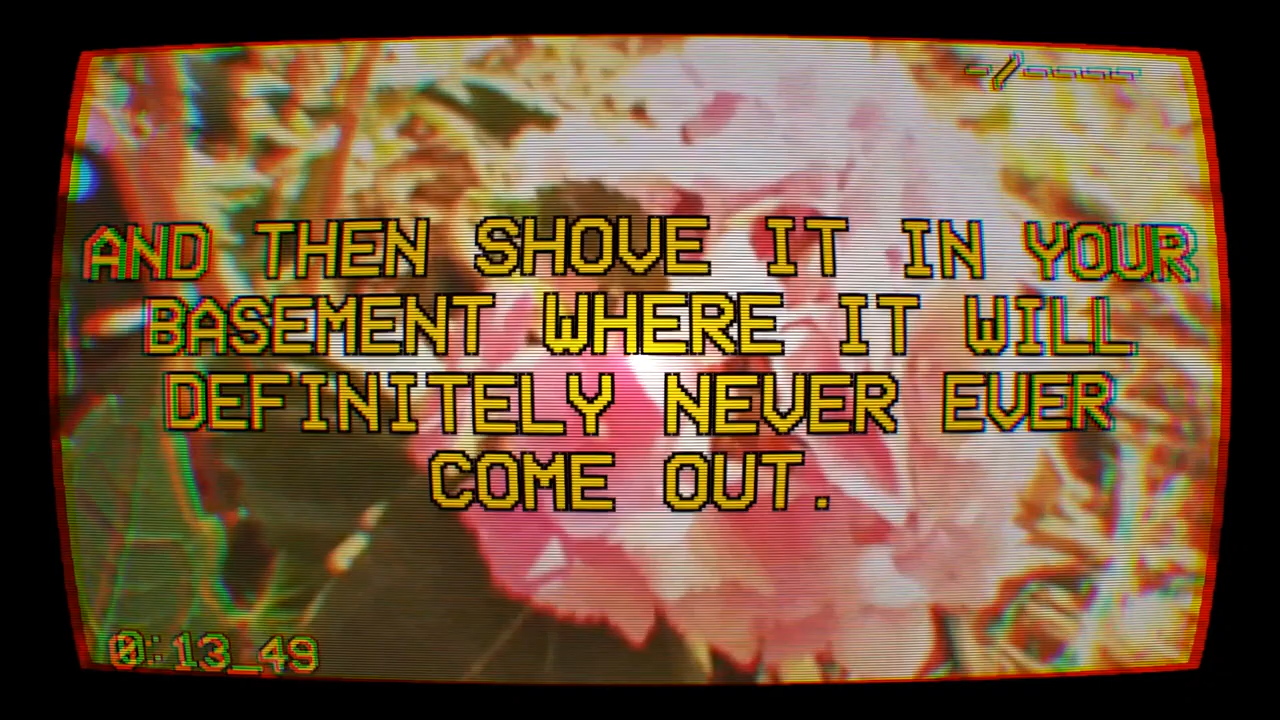 AND THEN SHOVE IT IN YOUR
BASEMENT WHERE IT WILL
DEFINITELY NEVER EVER
COME OUT.
0:13_49